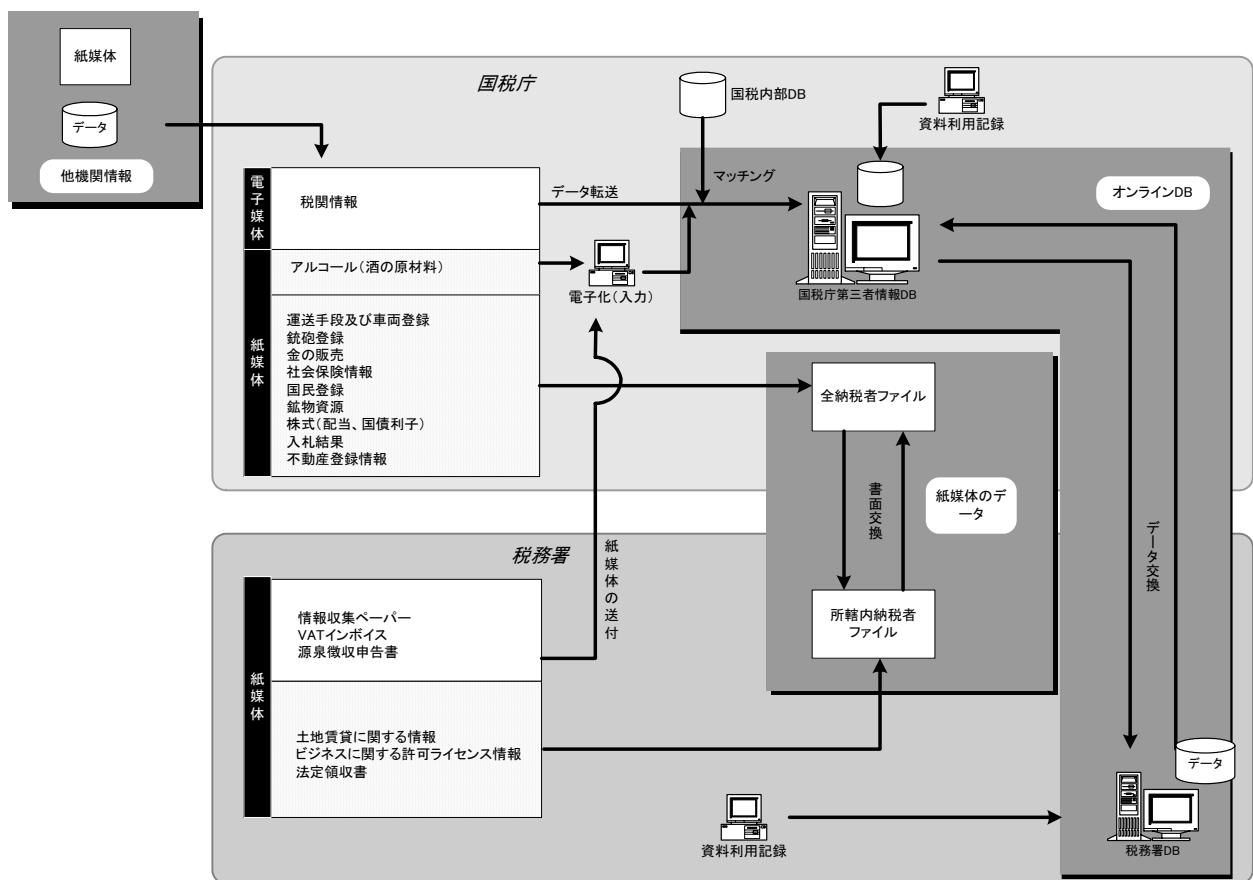 紙媒体
データ
他機関情報
国税庁
国税内部DB
資料利用記録
電子媒体
税関情報
データ転送
マッチング
オンラインDB
紙媒体
アルコール(酒の原材料)
電子化(入力)
国税庁第三者情報DB
運送手段及び車両登録
銃砲登録
金の販売
社会保険情報
国民登録
鉱物資源
株式(配当、国債利子)
入札結果
不動産登録情報
全納税者ファイル
書面交換
紙媒体のデ
ータ
データ交換
税務署
紙媒体の送付
紙媒体
情報収集ペーパー
VATインボイス
源泉徴収申告書
所轄内納税者
ファイル
土地賃貸に関する情報
ビジネスに関する許可ライセンス情報
法定領収書
データ
資料利用記録
税務署DB